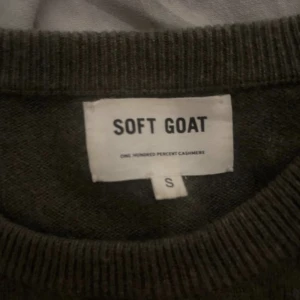 SOFT GOAT
ONE HUNDRED PERCENT CASHMERE
S